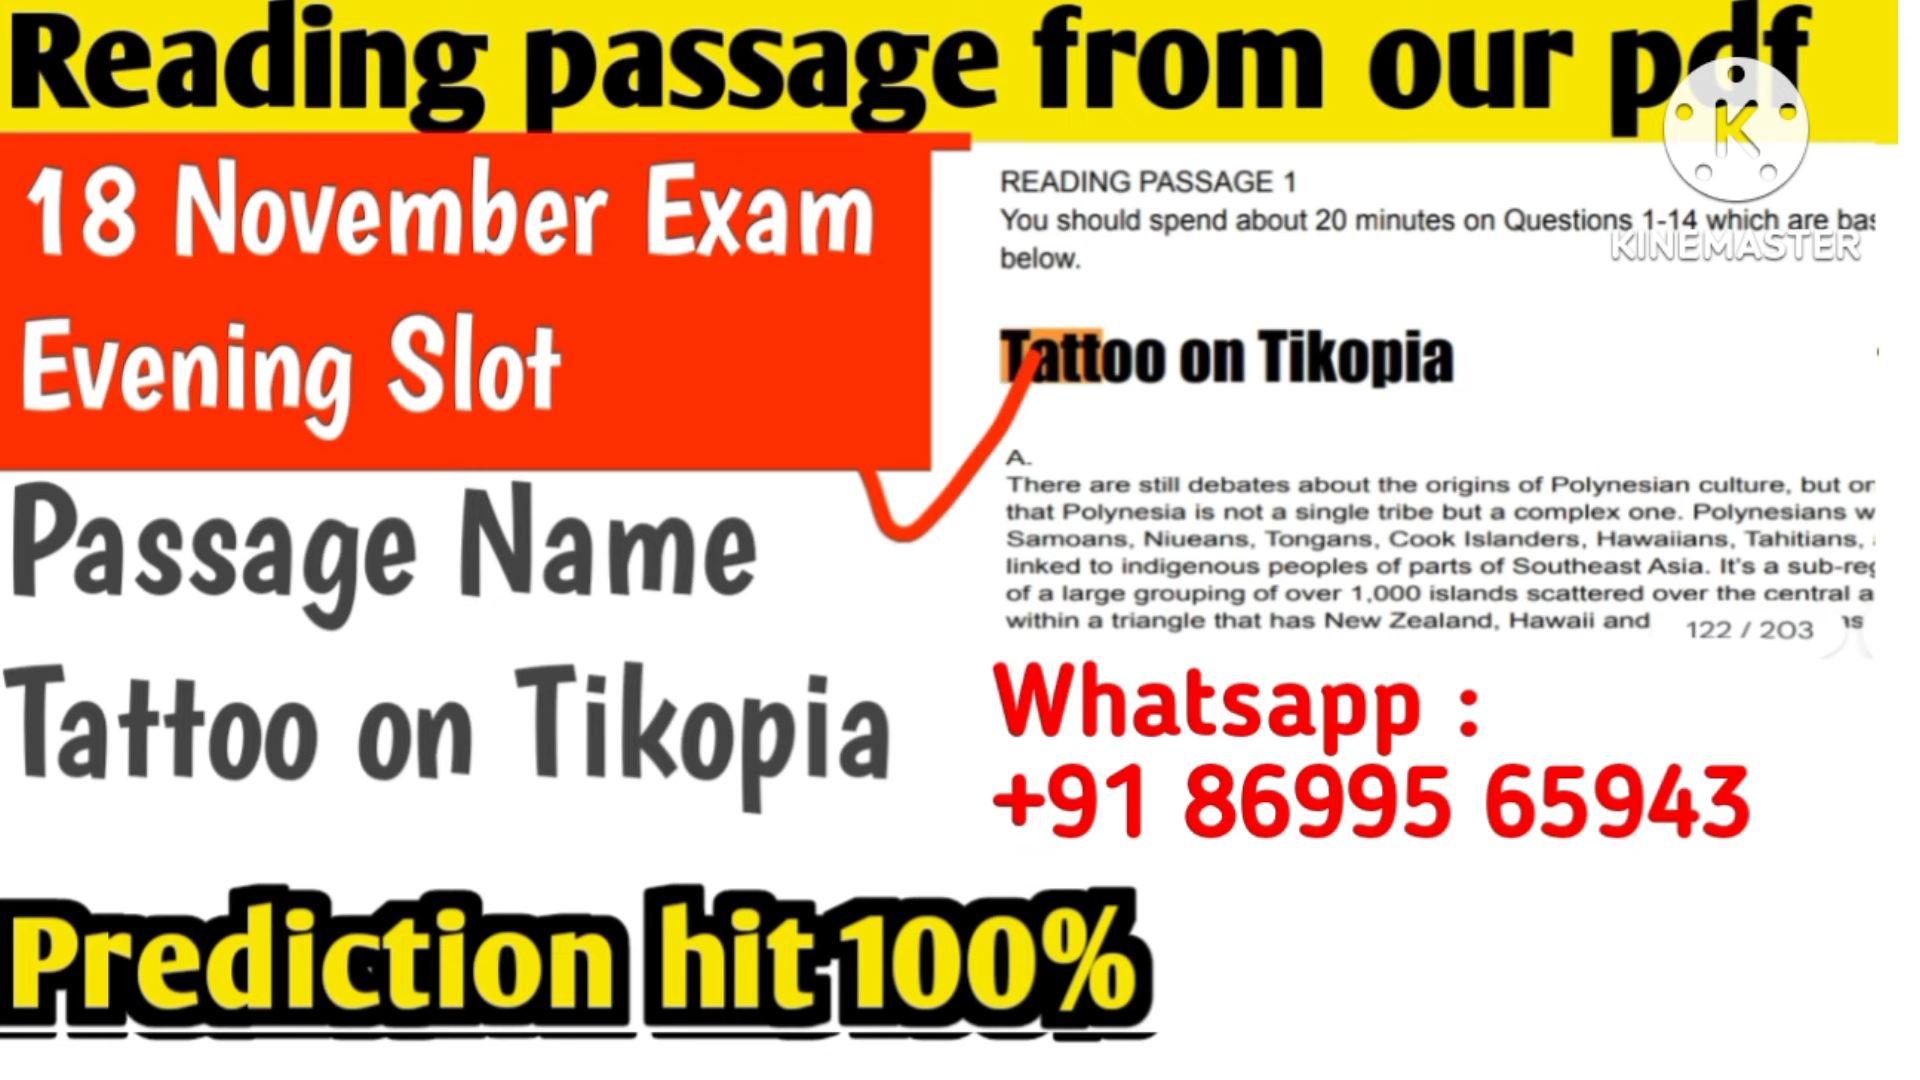 Reading passage from our pdf
18 November Exam
Evening Slot
Passage Name
Tattoo on Tikopia
Prediction hit 100%
K
KINEMASTER
READING PASSAGE 1
You should spend about 20 minutes on Questions 1-14 which are bas
below.
Tattoo on Tikopia
A.
There are still debates about the origins of Polynesian culture, but or
that Polynesia is not a single tribe but a complex one. Polynesians w
Samoans, Niueans, Tongans, Cook Islanders, Hawaiians, Tahitians,
linked to indigenous peoples of parts of Southeast Asia. It's a sub-reg
of a large grouping of over 1,000 islands scattered over the central a
within a triangle that has New Zealand, Hawaii and
122 / 203
Whatsapp :
+91 86995 65943